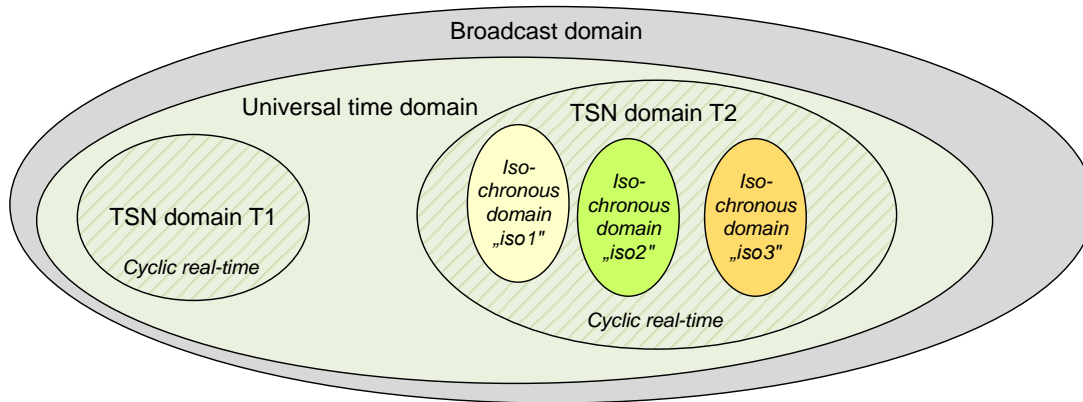 Broadcast domain
Universal time domain
TSN domain T2
TSN domain T1
Cyclic real-time
Iso-
chronous
domain
„iso1"
Iso-
chronous
domain
„iso2"
Iso-
chronous
domain
„iso3"
Cyclic real-time